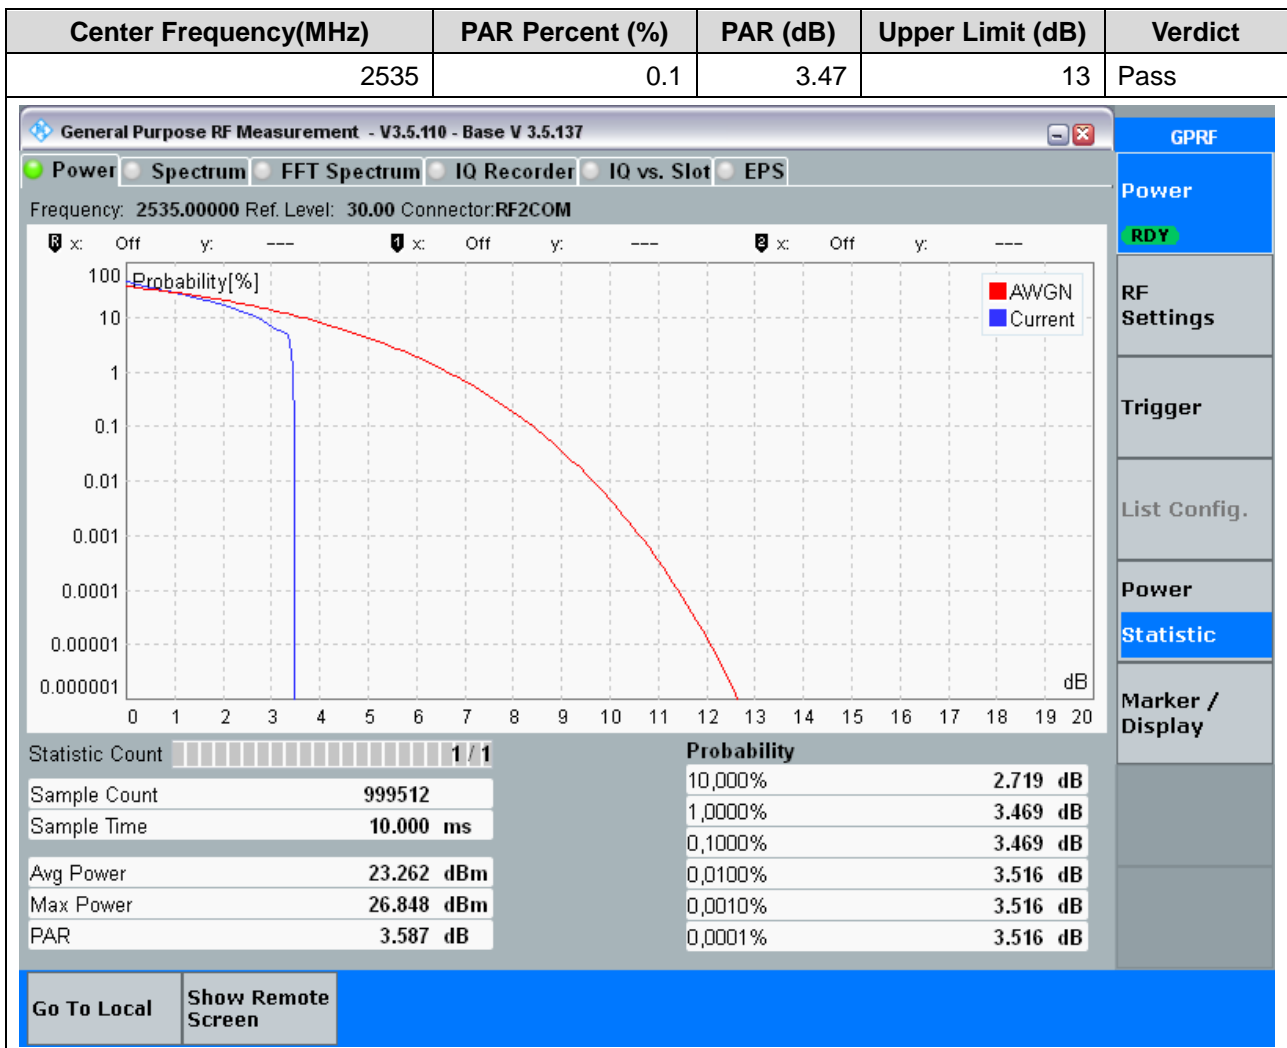 Center Frequency(MHz) PAR Percent (%) PAR (dB) Upper Limit (dB) Verdict
2535 0.1 3.47 13 Pass
General Purpose RF Measurement - V3.5.110 - Base V 3.5.137
GPRF
Power Spectrum FFT Spectrum IQ Recorder IQ vs. Slot EPS
Frequency: 2535.00000 Ref. Level: 30.00 Connector:RF2COM
R x: Off y: --- 1 x: Off y: --- 2 x: Off y: ---
Probability[%]
AWGN
Current
100
10
1
0.1
0.01
0.001
0.0001
0.00001
0.000001
dB
0 1 2 3 4 5 6 7 8 9 10 11 12 13 14 15 16 17 18 19 20
Statistic Count 1 / 1
Sample Count 999512
Sample Time 10.000 ms
Avg Power 23.262 dBm
Max Power 26.848 dBm
PAR 3.587 dB
Probability
10,000% 2.719 dB
1,0000% 3.469 dB
0,1000% 3.469 dB
0,0100% 3.516 dB
0,0010% 3.516 dB
0,0001% 3.516 dB
Power
RDY
RF
Settings
Trigger
List Config.
Power
Statistic
Marker /
Display
Go To Local
Show Remote
Screen